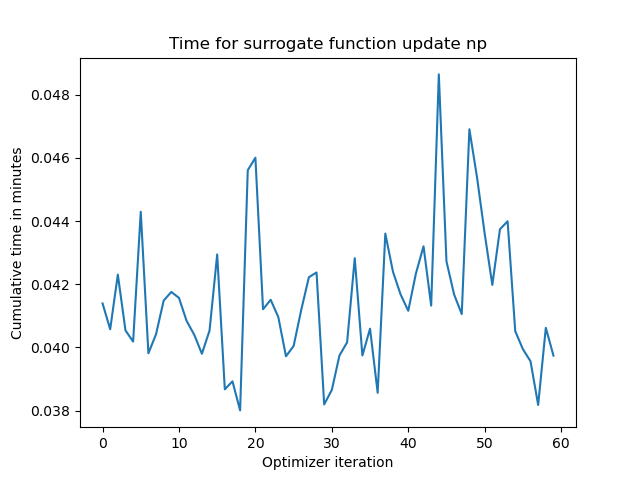 Time for surrogate function update np
Cumulative time in minutes
0.048
0.046
0.044
0.042
0.040
0.038
0 10 20 30 40 50 60
Optimizer iteration